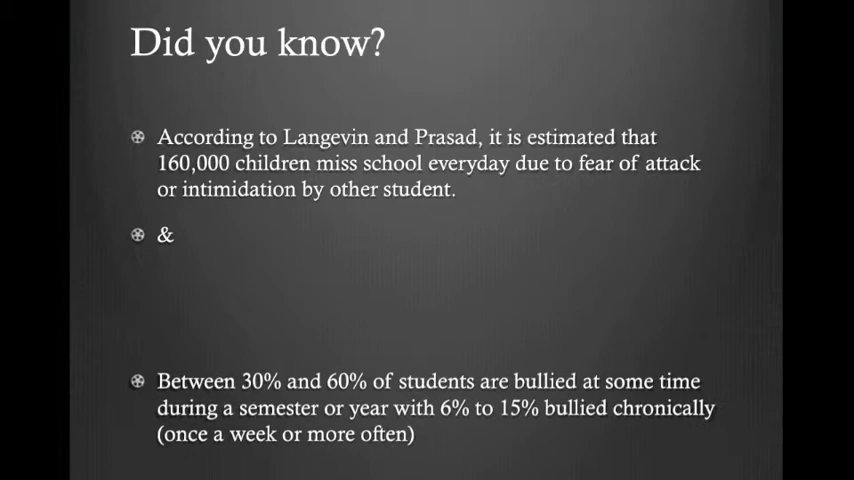 Did you know?
According to Langevin and Prasad, it is estimated that
160,000 children miss school everyday due to fear of attack
or intimidation by other student.
&
Between 30% and 60% of students are bullied at some time
during a semester or year with 6% to 15% bullied chronically
(once a week or more often)